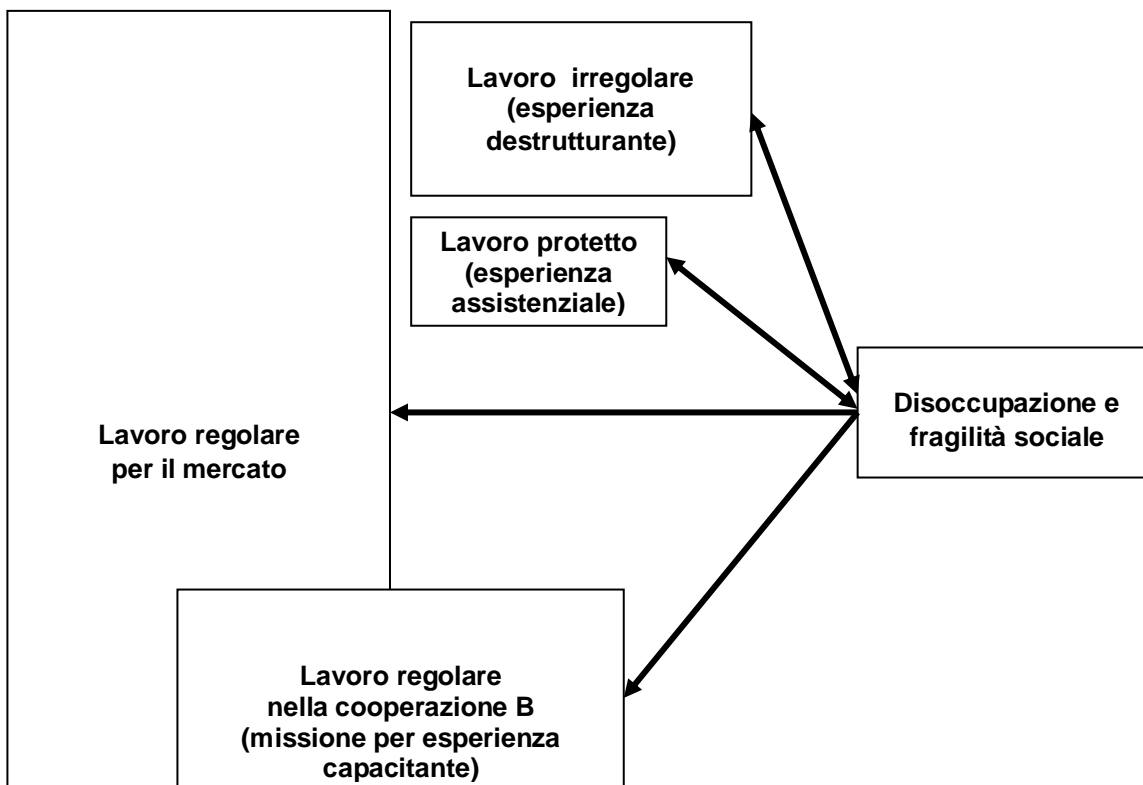 Lavoro irregolare
(esperienza
destrutturante)
Lavoro protetto
(esperienza
assistenziale)
Disoccupazione e
fragilità sociale
Lavoro regolare
per il mercato
Lavoro regolare
nella cooperazione B
(missione per esperienza
capacitante)